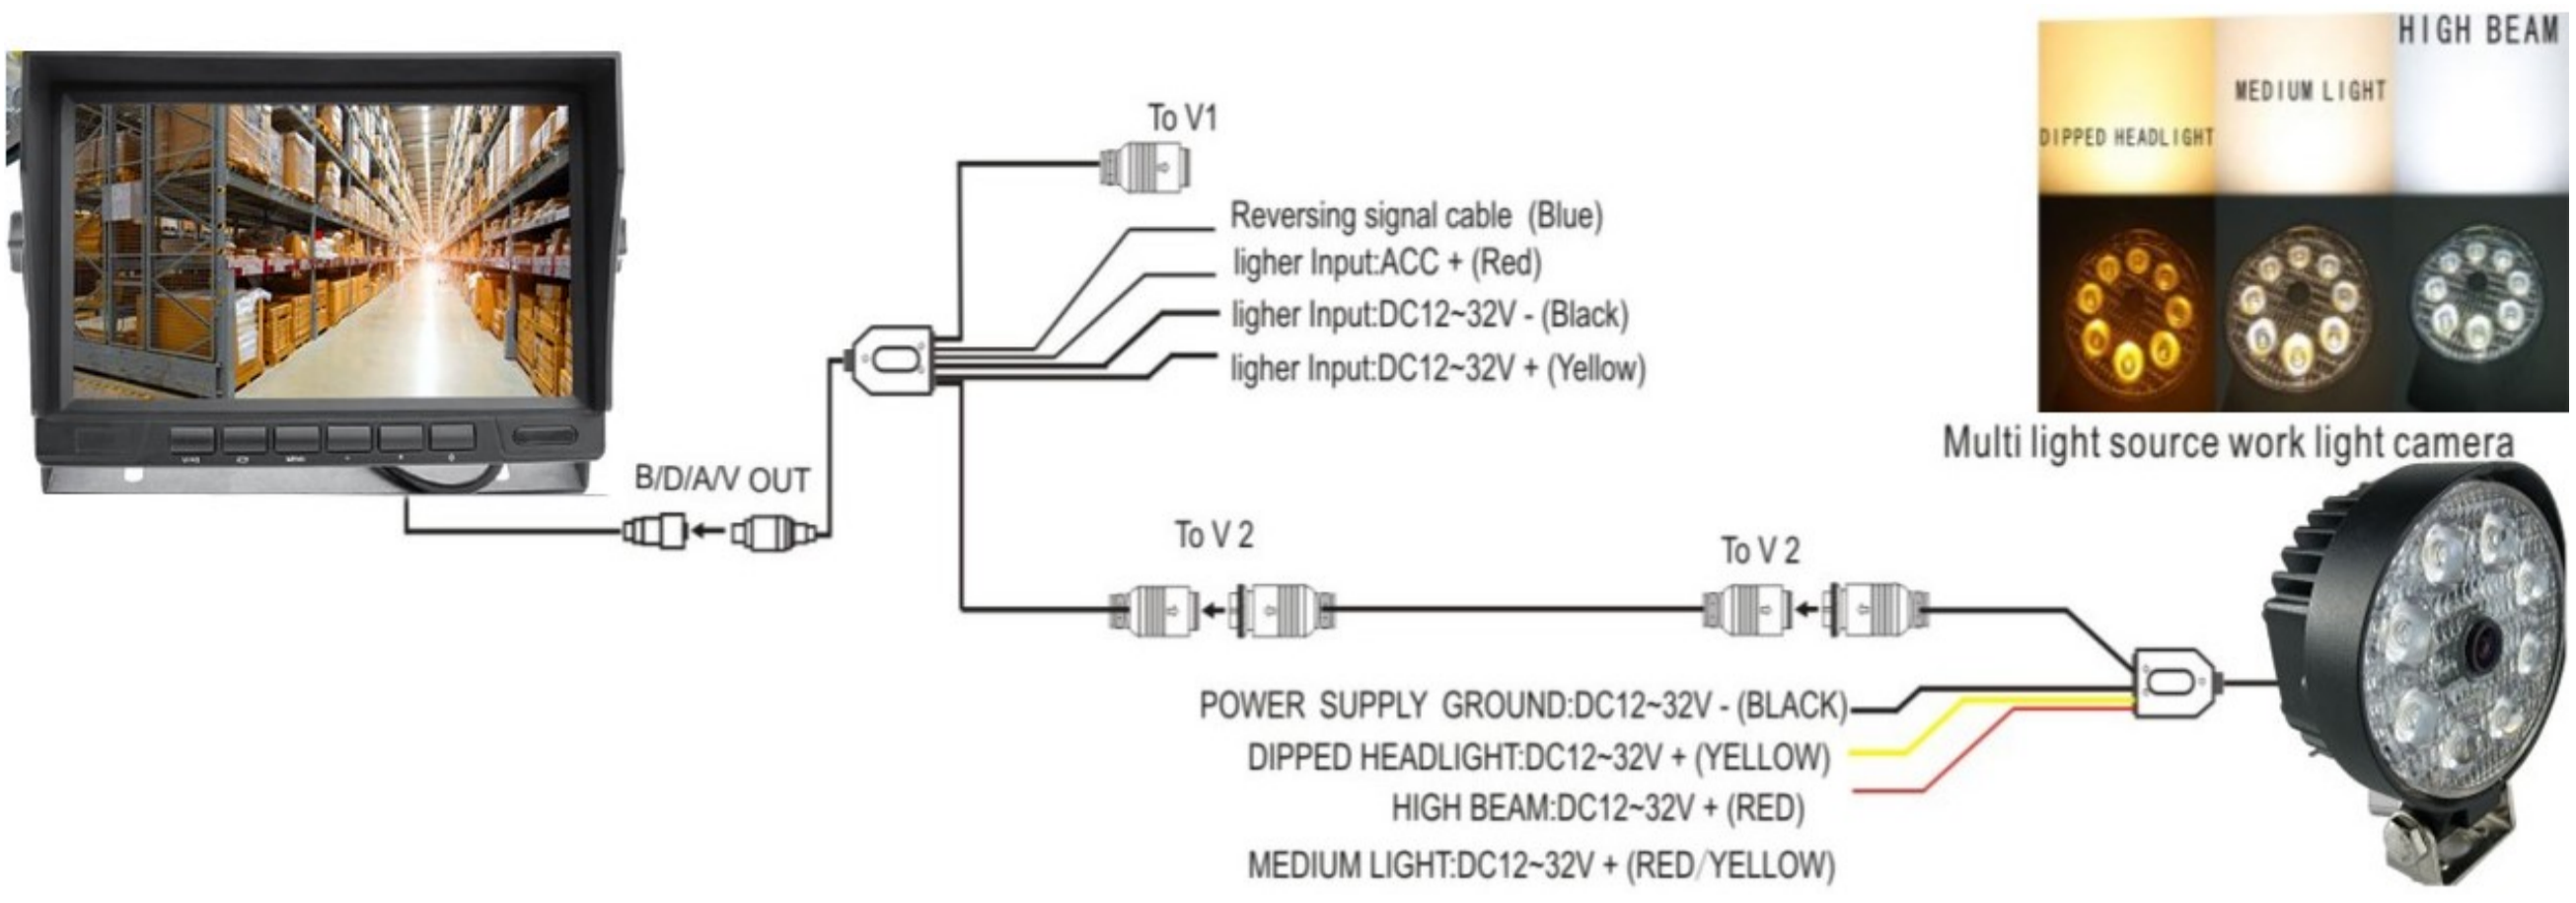 HIGH BEAM
MEDIUM LIGHT
DIPPED HEADLIGHT
To V1
Reversing signal cable (Blue)
ligher Input:ACC + (Red)
ligher Input:DC12~32V - (Black)
ligher Input:DC12~32V + (Yellow)
Multi light source work light camera
B/D/A/V OUT
To V 2
To V 2
POWER SUPPLY GROUND:DC12~32V - (BLACK)
DIPPED HEADLIGHT:DC12~32V + (YELLOW)
HIGH BEAM:DC12~32V + (RED)
MEDIUM LIGHT:DC12~32V + (RED/YELLOW)